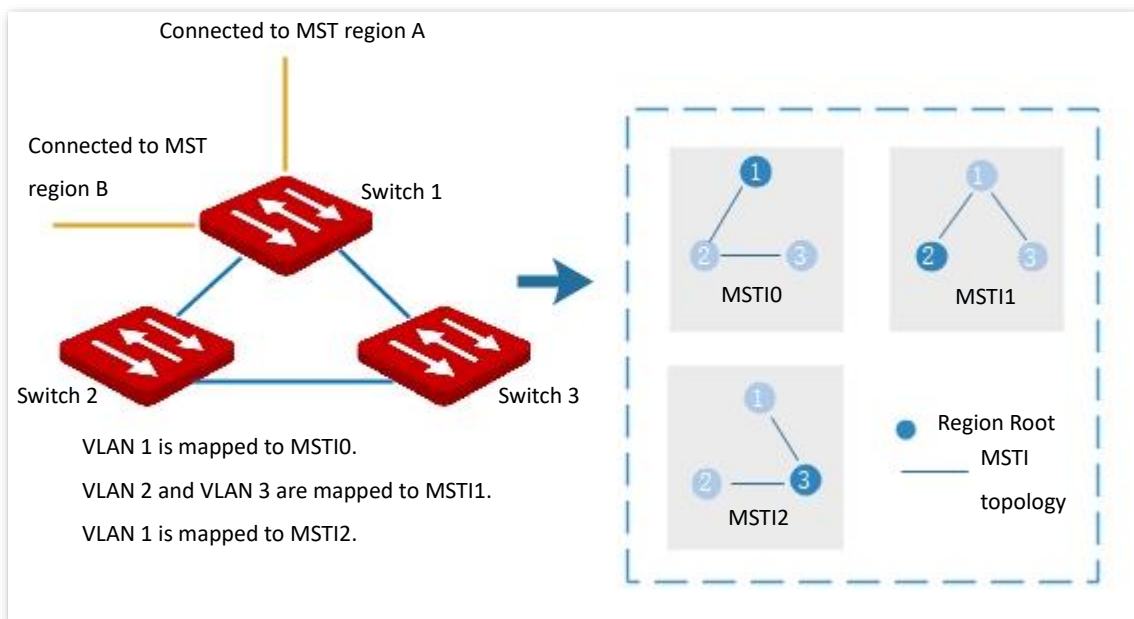 Connected to MST region A
Connected to MST
region B
Switch 1
Switch 2
Switch 3
VLAN 1 is mapped to MSTI0.
VLAN 2 and VLAN 3 are mapped to MSTI1.
VLAN 1 is mapped to MSTI2.
1
2
3
MSTI0
1
2
3
MSTI1
1
2
3
MSTI2
Region Root
MSTI
topology